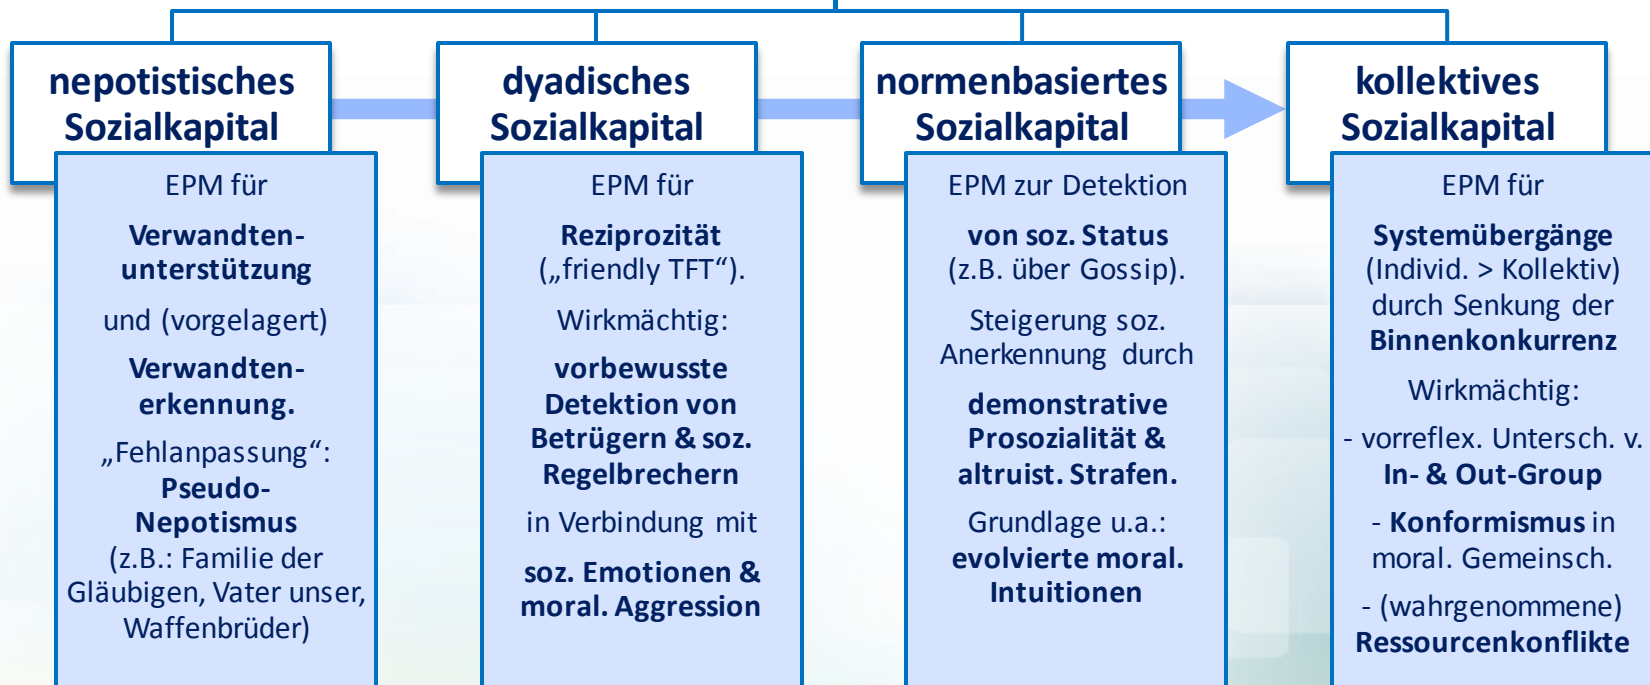 nepotistisches
Sozialkapital
EPM für
Verwandten-
unterstützung
und (vorgelagert)
Verwandten-
erkennung.
„Fehlanpassung“:
Pseudo-
Nepotismus
(z.B.: Familie der
Gläubigen, Vater unser,
Waffenbrüder)
dyadisches
Sozialkapital
EPM für
Reziprozität
(„friendly TFT“).
Wirkmächtig:
vorbewusste
Detektion von
Betrügern & soz.
Regelbrechern
in Verbindung mit
soz. Emotionen &
moral. Aggression
normenbasiertes
Sozialkapital
EPM zur Detektion
von soz. Status
(z.B. über Gossip).
Steigerung soz.
Anerkennung durch
demonstrative
Prosozialität &
altruist. Strafen.
Grundlage u.a.:
evolvierte moral.
Intuitionen
kollektives
Sozialkapital
EPM für
Systemübergänge
(Individ. > Kollektiv)
durch Senkung der
Binnenkonkurrenz
Wirkmächtig:
- vorreflex. Untersch. v.
In- & Out-Group
- Konformismus in
moral. Gemeinsch.
- (wahrgenommene)
Ressourcenkonflikte